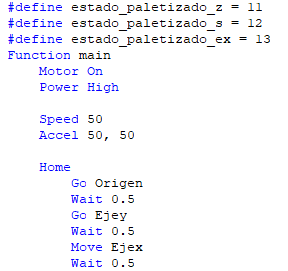 #define estado_paletizado_z = 11
#define estado_paletizado_s = 12
#define estado_paletizado_ex = 13
Function main
Motor On
Power High
Speed 50
Accel 50, 50
Home
Go Origen
Wait 0.5
Go Ejey
Wait 0.5
Move Ejex
Wait 0.5